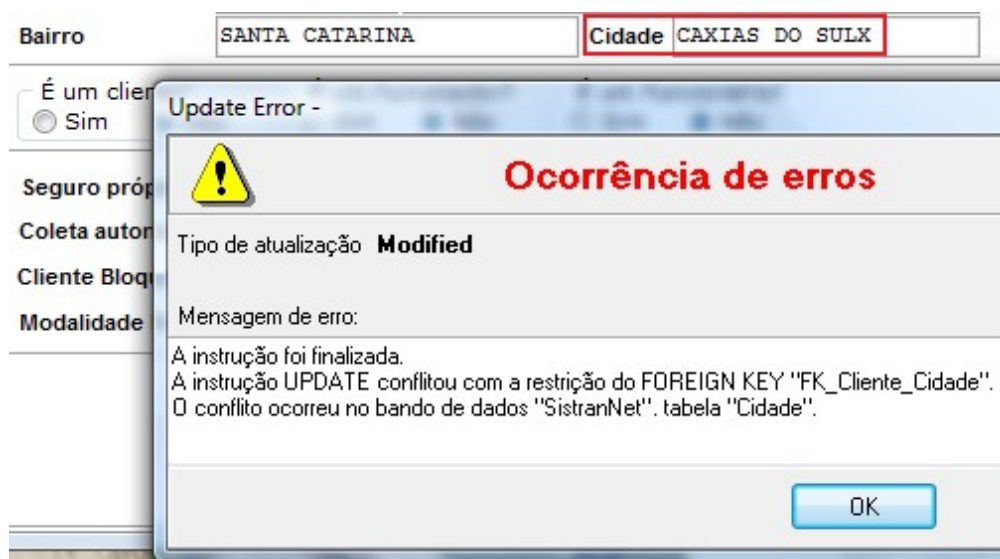 Bairro SANTA CATARINA Cidade CAXIAS DO SULX
É um clien
Sim
Update Error -
Ocorrência de erros
Seguro próp
Coleta autor
Tipo de atualização Modified
Cliente Bloq
Modalidade
Mensagem de erro:
A instrução foi finalizada.
A instrução UPDATE conflitou com a restrição do FOREIGN KEY "FK_Cliente_Cidade".
O conflito ocorreu no bando de dados "SistranNet". tabela "Cidade".
OK